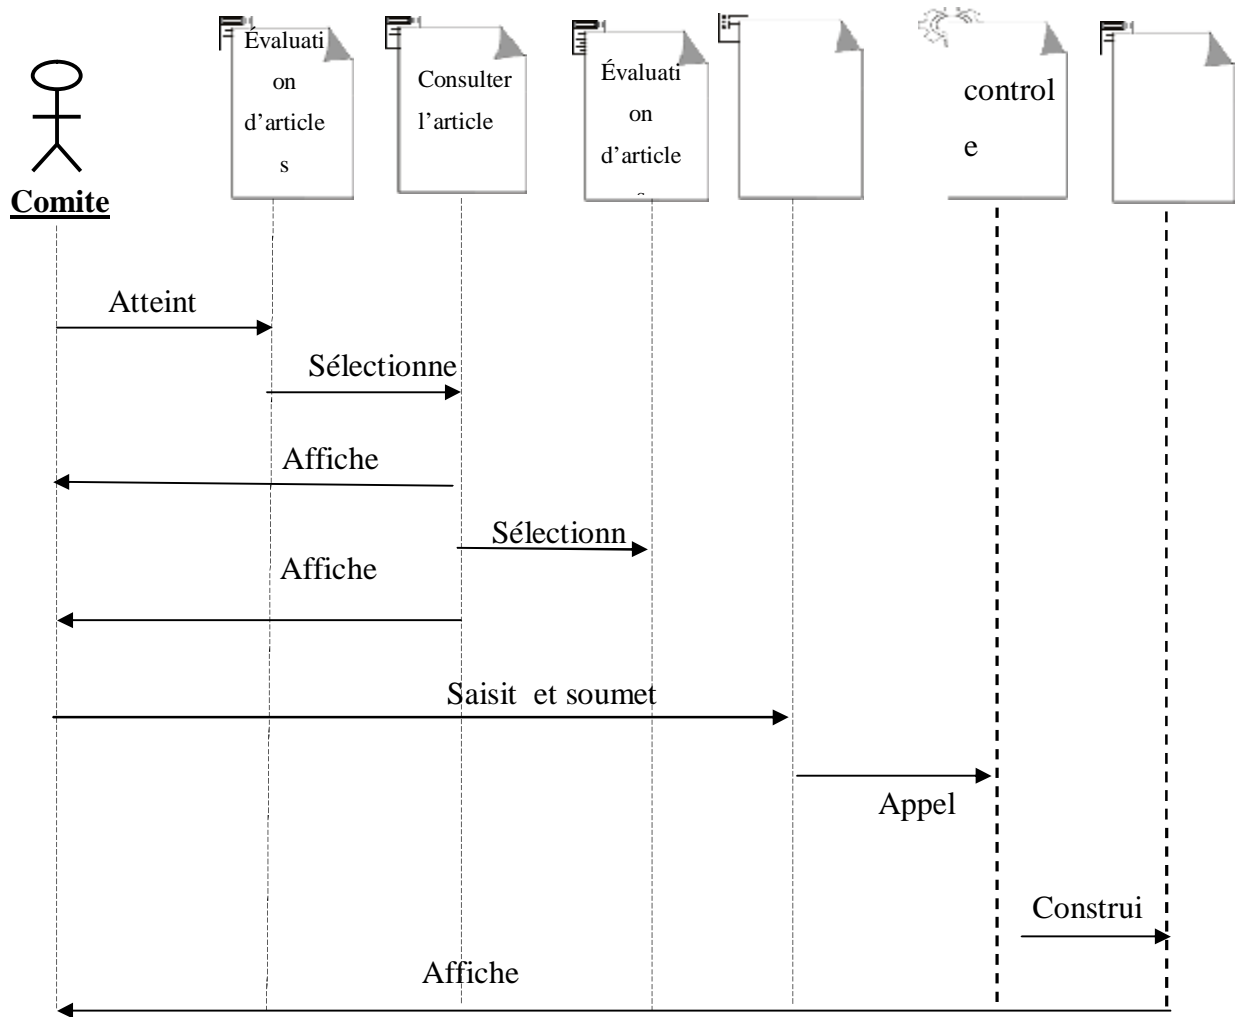 Évaluati
on
d'article
s
Consulter
l'article
Évaluati
on
d'article
control
e
Comite
Atteint
Sélectionne
Affiche
Sélectionn
Affiche
Saisit et soumet
Appel
Construi
Affiche